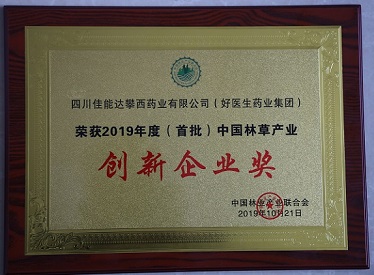 四川佳能达攀西药业有限公司（好医生药业集团）
荣获2019年度（首批）中国林草产业
创新企业奖
中国林业产业联合会
2019年10月21日